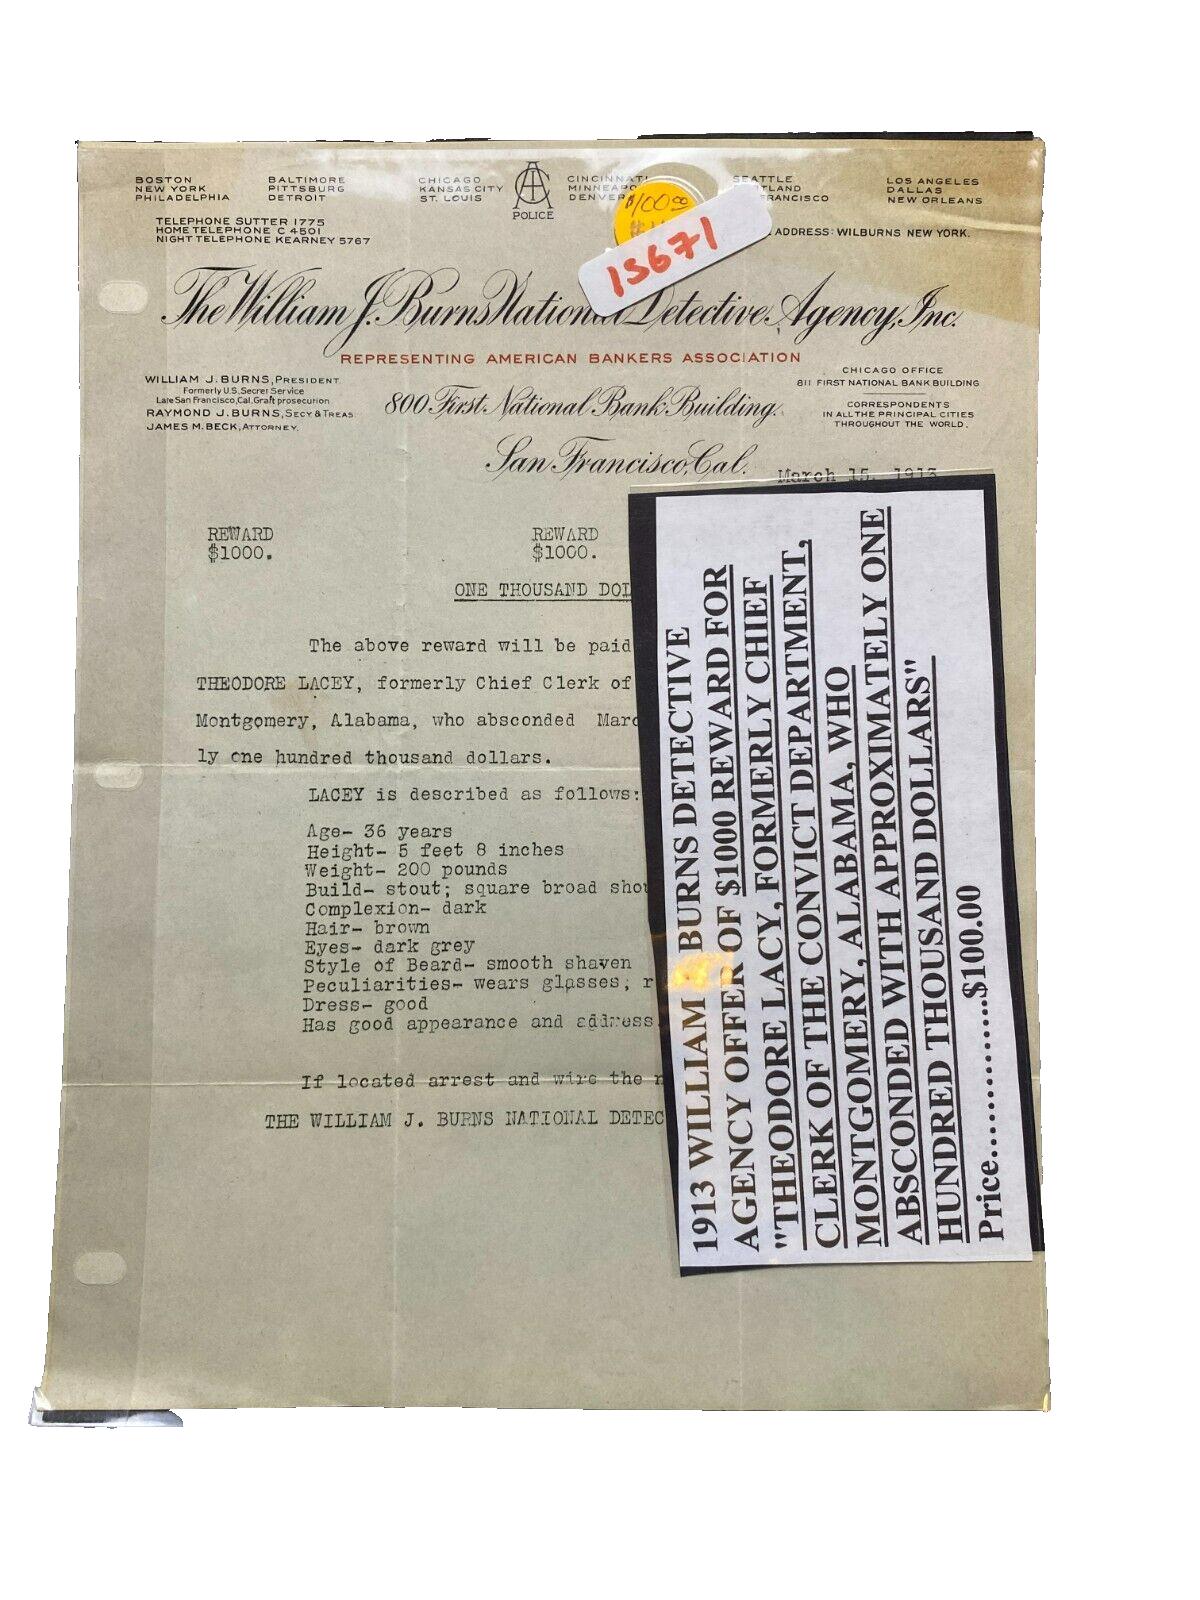 BOSTON
NEW YORK
PHILADELPHIA
BALTIMORE
PITTSBURG
DETROIT
CHICAGO
KANSAS CITY
ST. LOUIS
POLICE
CINCINNATI
MINNEAPO
DENVER
SEATTLE
TLAND
FRANCISCO
LOS ANGELES
DALLAS
NEW ORLEANS
TELEPHONE SUTTER 1775
HOME TELEPHONE C 4501
NIGHT TELEPHONE KEARNEY 5767
ADDRESS: WILBURNS NEW YORK.
$100.00
13671
The William J. Burns National Detective Agency, Inc.
REPRESENTING AMERICAN BANKERS ASSOCIATION
WILLIAM J. BURNS, PRESIDENT
Formerly U.S. Secret Service
Late San Francisco, Cal. Graft prosecution
RAYMOND J. BURNS, SECY & TREAS
JAMES M. BECK, ATTORNEY.
800 First National Bank Building.
San Francisco, Cal.
CHICAGO OFFICE
811 FIRST NATIONAL BANK BUILDING
CORRESPONDENTS
IN ALL THE PRINCIPAL CITIES
THROUGHOUT THE WORLD.
March 15, 1913
REWARD REWARD
$1000. $1000.
ONE THOUSAND DOL
The above reward will be paid
THEODORE LACEY, formerly Chief Clerk of
Montgomery, Alabama, who absconded Marc
ly one hundred thousand dollars.
LACEY is described as follows:
Age- 36 years
Height- 5 feet 8 inches
Weight- 200 pounds
Build- stout; square broad shou
Complexion- dark
Hair- brown
Eyes- dark grey
Style of Beard- smooth shaven
Peculiarities- wears glasses; r
Dress- good
Has good appearance and address.
If located arrest and wire the n
THE WILLIAM J. BURNS NATIONAL DETEC
1913 WILLIAM J BURNS DETECTIVE
AGENCY OFFER OF $1000 REWARD FOR
"THEODORE LACY, FORMERLY CHIEF
CLERK OF THE CONVICT DEPARTMENT,
MONTGOMERY, ALABAMA, WHO
ABSCONDED WITH APPROXIMATELY ONE
HUNDRED THOUSAND DOLLARS"
Price...............$100.00